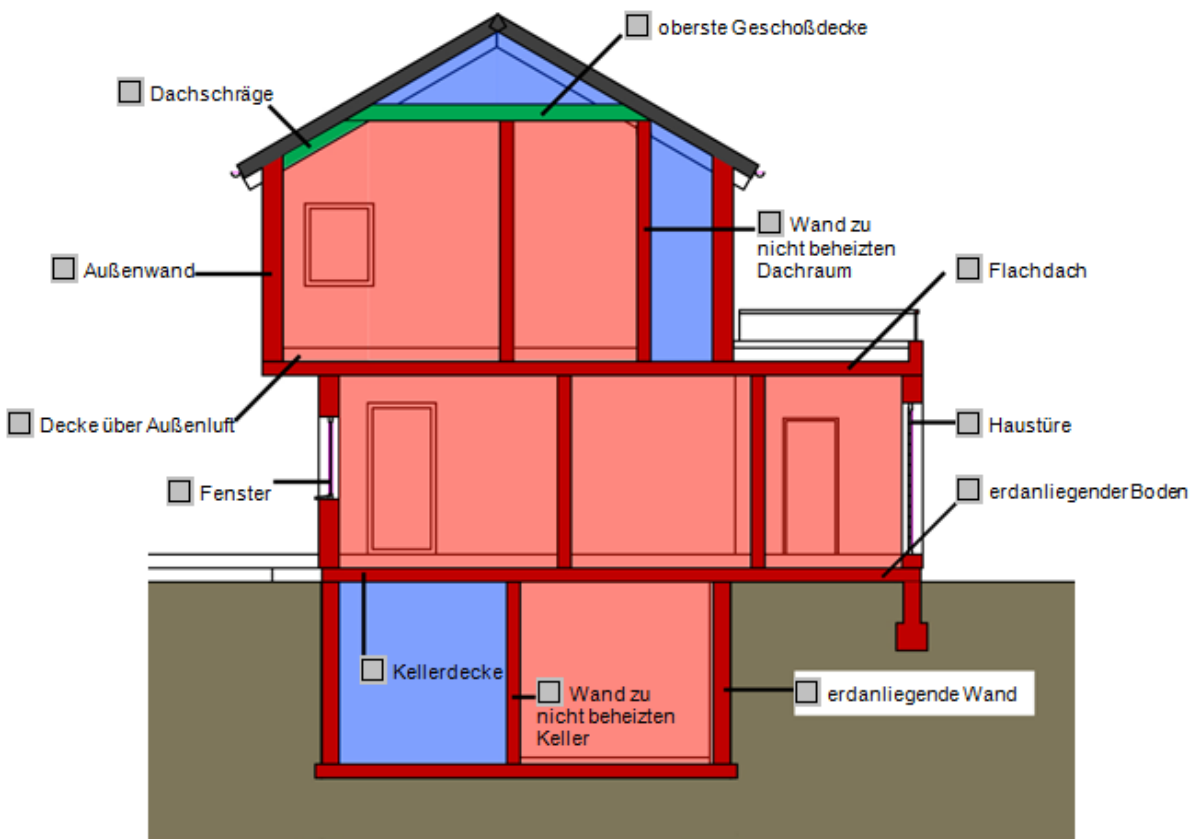 oberste Geschoßdecke
Dachschräge
Wand zu
nicht beheizten
Dachraum
Außenwand
Flachdach
Decke über Außenluft
Haustüre
Fenster
erdanliegender Boden
Kellerdecke
Wand zu
nicht beheizten
Keller
erdanliegende Wand